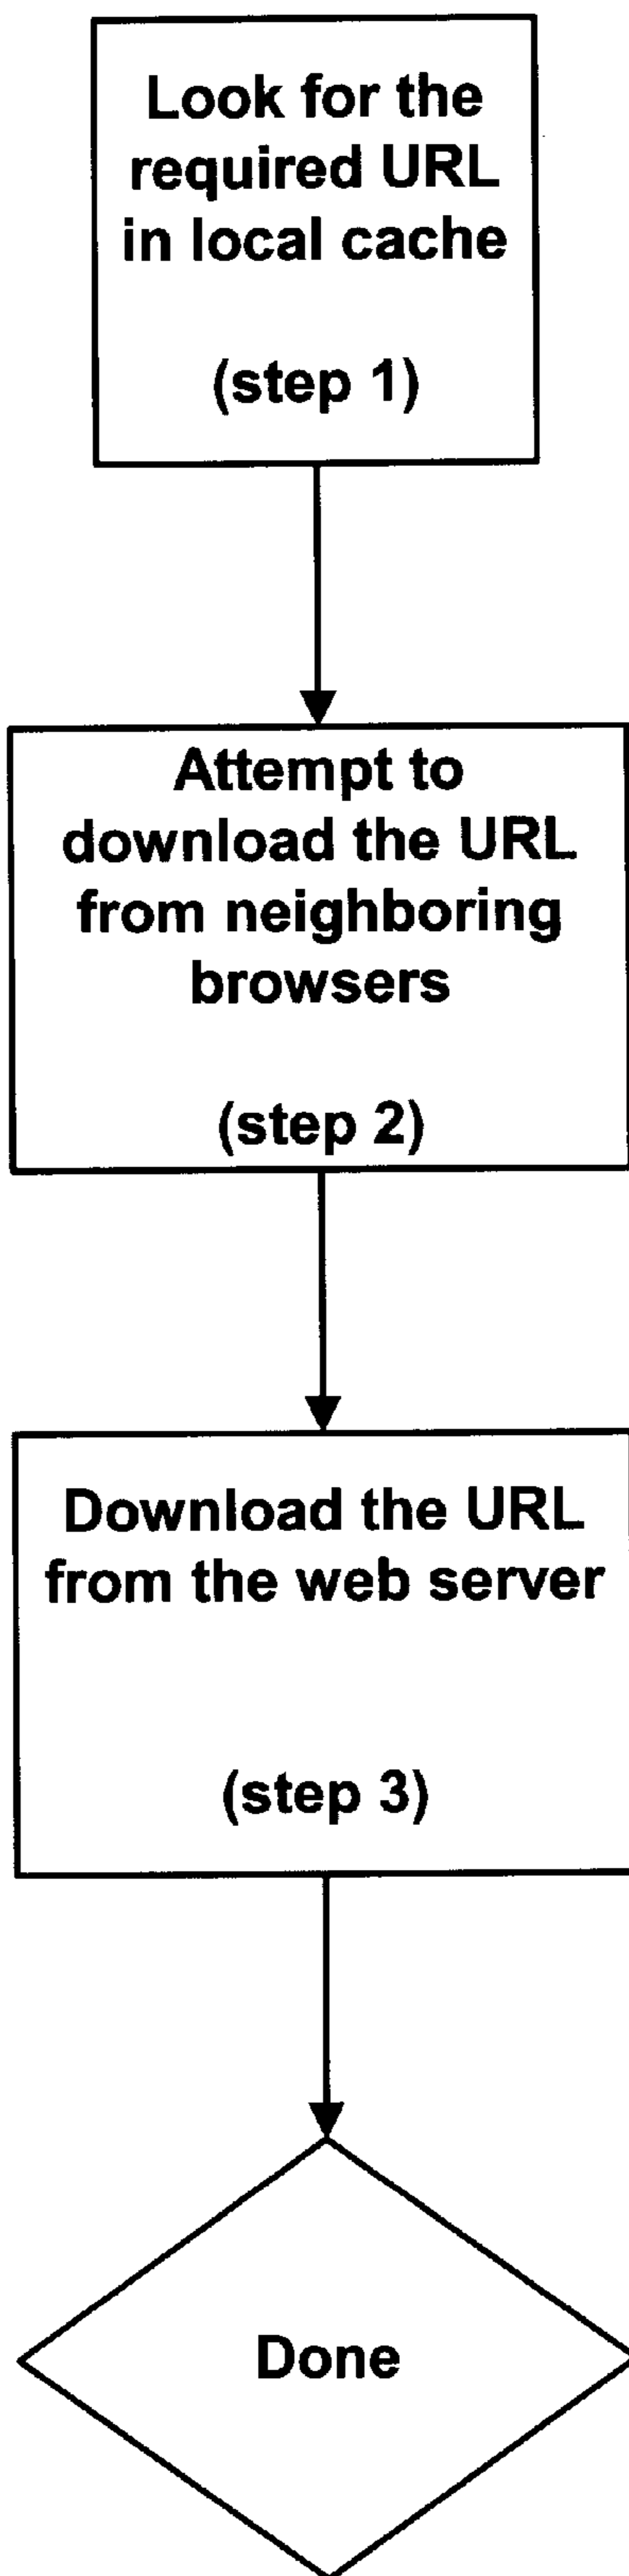 Look for the
required URL
in local cache
(step 1)
Attempt to
download the URL
from neighboring
browsers
(step 2)
Download the URL
from the web server
(step 3)
Done